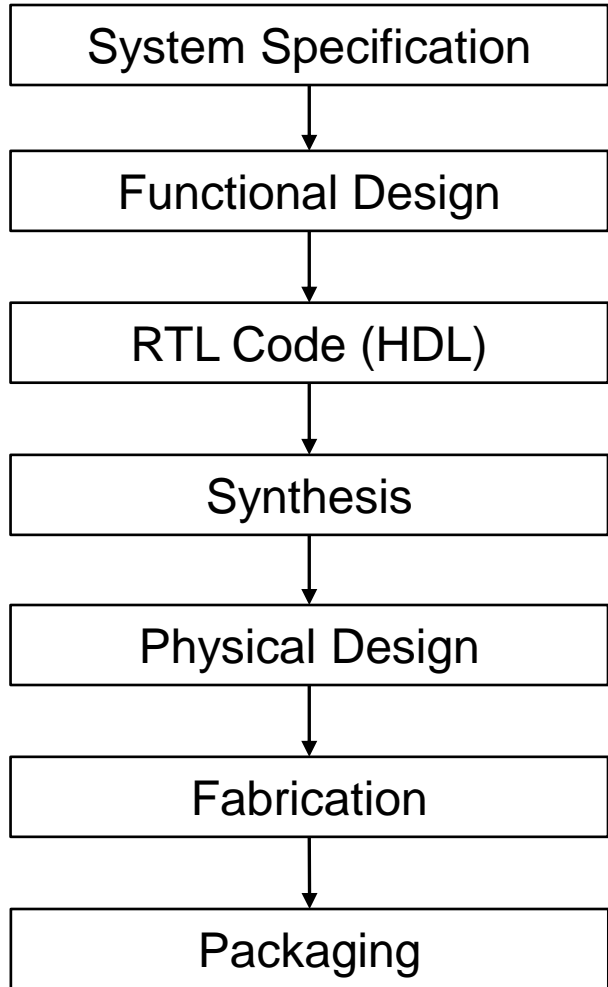 System Specification
Functional Design
RTL Code (HDL)
Synthesis
Physical Design
Fabrication
Packaging